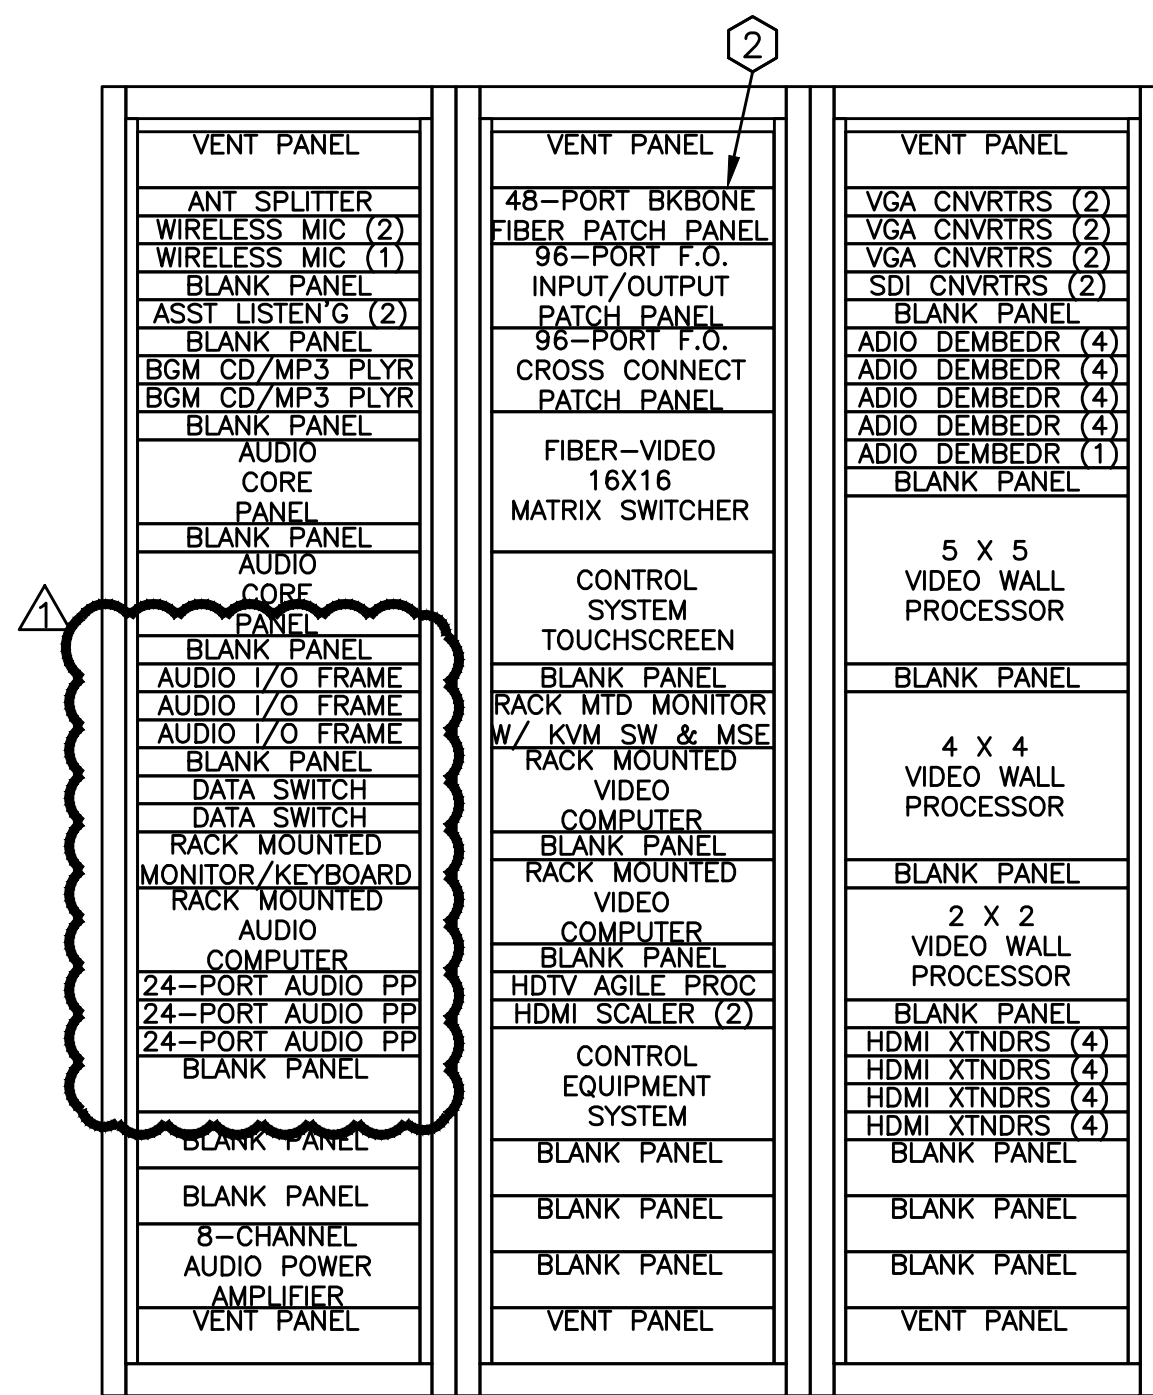 2
VENT PANEL
ANT SPLITTER
WIRELESS MIC (2)
WIRELESS MIC (1)
BLANK PANEL
ASST LISTEN'G (2)
BLANK PANEL
BGM CD/MP3 PLYR
BGM CD/MP3 PLYR
BLANK PANEL
AUDIO
CORE
PANEL
BLANK PANEL
AUDIO
CORE
PANEL
1
BLANK PANEL
AUDIO I/O FRAME
AUDIO I/O FRAME
AUDIO I/O FRAME
BLANK PANEL
DATA SWITCH
DATA SWITCH
RACK MOUNTED
MONITOR/KEYBOARD
RACK MOUNTED
AUDIO
COMPUTER
24-PORT AUDIO PP
24-PORT AUDIO PP
24-PORT AUDIO PP
BLANK PANEL
BLANK PANEL
BLANK PANEL
8-CHANNEL
AUDIO POWER
AMPLIFIER
VENT PANEL
VENT PANEL
48-PORT BKBONE
FIBER PATCH PANEL
96-PORT F.O.
INPUT/OUTPUT
PATCH PANEL
96-PORT F.O.
CROSS CONNECT
PATCH PANEL
FIBER-VIDEO
16X16
MATRIX SWITCHER
CONTROL
SYSTEM
TOUCHSCREEN
BLANK PANEL
RACK MTD MONITOR
W/ KVM SW & MSE
RACK MOUNTED
VIDEO
COMPUTER
BLANK PANEL
RACK MOUNTED
VIDEO
COMPUTER
BLANK PANEL
HDTV AGILE PROC
HDMI SCALER (2)
CONTROL
EQUIPMENT
SYSTEM
BLANK PANEL
BLANK PANEL
BLANK PANEL
VENT PANEL
VENT PANEL
VGA CNVRTRS (2)
VGA CNVRTRS (2)
VGA CNVRTRS (2)
SDI CNVRTRS (2)
BLANK PANEL
ADIO DEMBEDR (4)
ADIO DEMBEDR (4)
ADIO DEMBEDR (4)
ADIO DEMBEDR (4)
ADIO DEMBEDR (1)
BLANK PANEL
5 X 5
VIDEO WALL
PROCESSOR
BLANK PANEL
4 X 4
VIDEO WALL
PROCESSOR
BLANK PANEL
2 X 2
VIDEO WALL
PROCESSOR
BLANK PANEL
HDMI XTNDRS (4)
HDMI XTNDRS (4)
HDMI XTNDRS (4)
HDMI XTNDRS (4)
BLANK PANEL
BLANK PANEL
BLANK PANEL
VENT PANEL